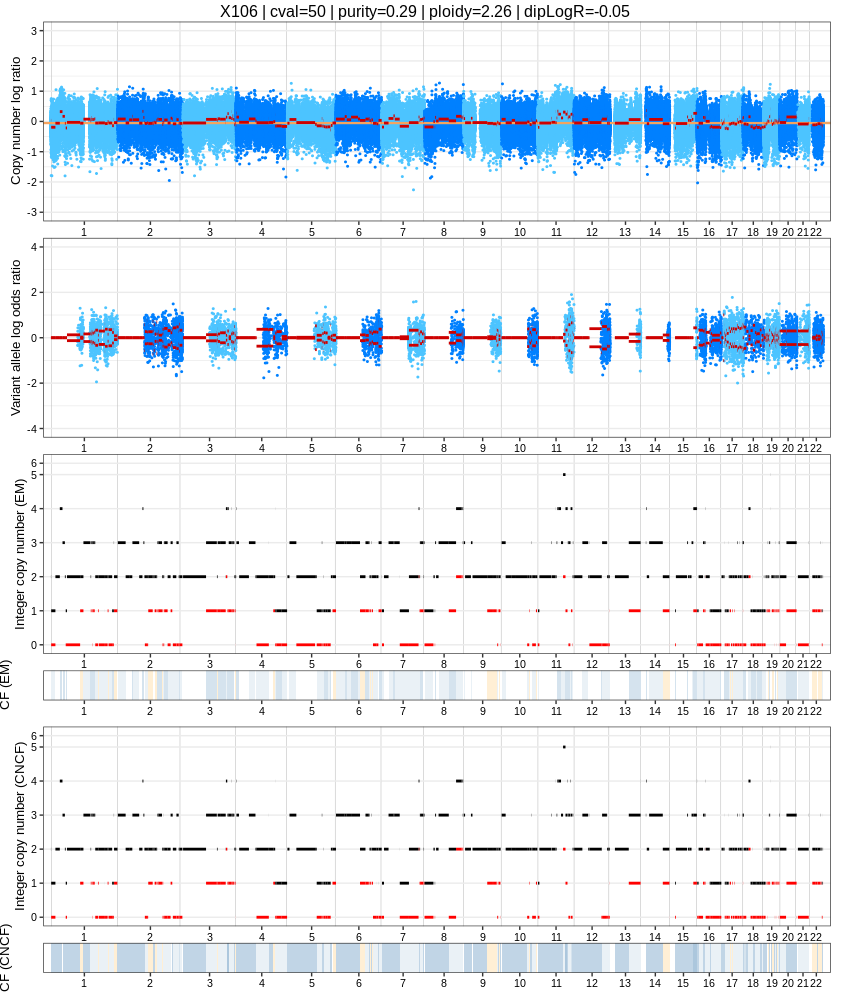 X106 | cval=50 | purity=0.29 | ploidy=2.26 | dipLogR=-0.05
Copy number log ratio
3
2
1
0
-1
-2
-3
1 2 3 4 5 6 7 8 9 10 11 12 13 14 15 16 17 18 19 20 21 22
Variant allele log odds ratio
4
2
0
-2
-4
1 2 3 4 5 6 7 8 9 10 11 12 13 14 15 16 17 18 19 20 21 22
Integer copy number (EM)
6
5
4
3
2
1
0
1 2 3 4 5 6 7 8 9 10 11 12 13 14 15 16 17 18 19 20 21 22
CF (EM)
1 2 3 4 5 6 7 8 9 10 11 12 13 14 15 16 17 18 19 20 21 22
Integer copy number (CNCF)
6
5
4
3
2
1
0
1 2 3 4 5 6 7 8 9 10 11 12 13 14 15 16 17 18 19 20 21 22
CF (CNCF)
1 2 3 4 5 6 7 8 9 10 11 12 13 14 15 16 17 18 19 20 21 22